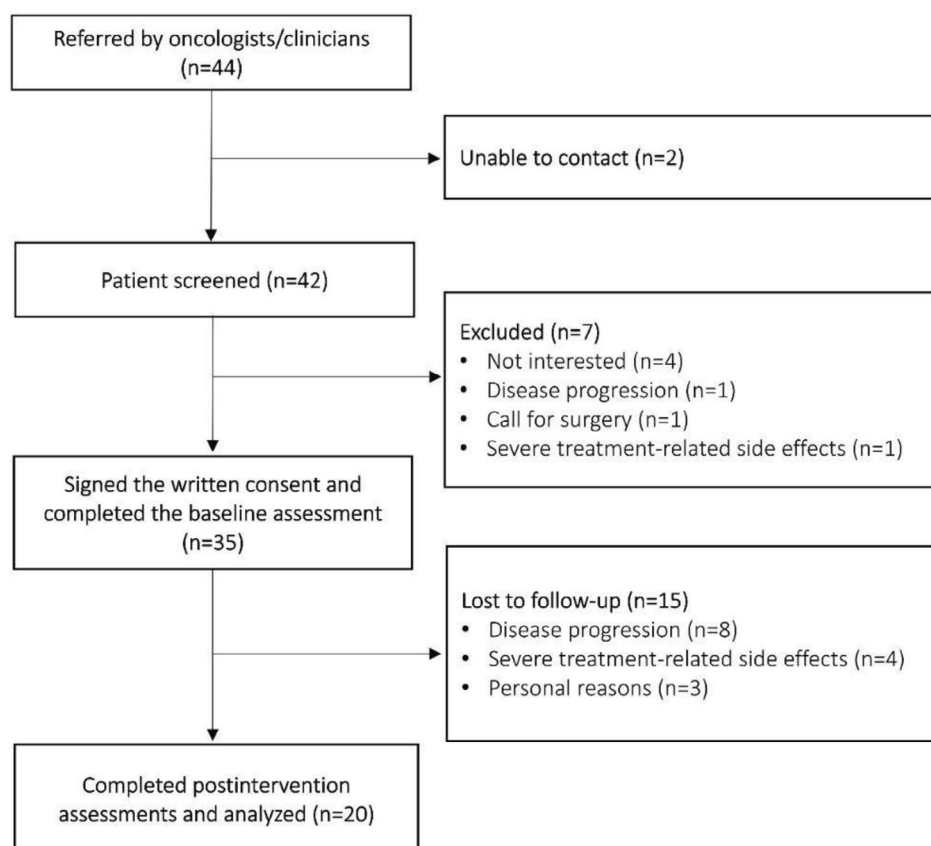 Referred by oncologists/clinicians
(n=44)
Unable to contact (n=2)
Patient screened (n=42)
Excluded (n=7)
• Not interested (n=4)
• Disease progression (n=1)
• Call for surgery (n=1)
• Severe treatment-related side effects (n=1)
Signed the written consent and
completed the baseline assessment
(n=35)
Lost to follow-up (n=15)
• Disease progression (n=8)
• Severe treatment-related side effects (n=4)
• Personal reasons (n=3)
Completed postintervention
assessments and analyzed (n=20)